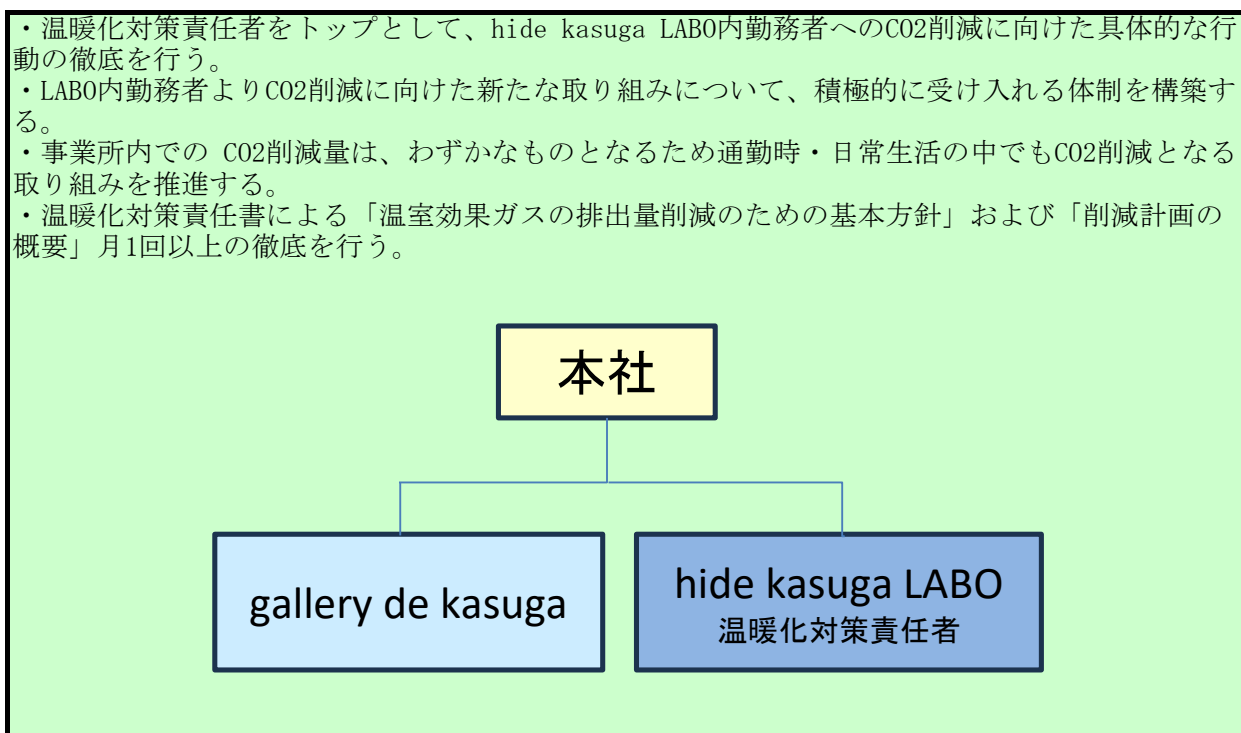 ・温暖化対策責任者をトップとして、hide kasuga LABO内勤務者へのCO2削減に向けた具体的な行
動の徹底を行う。
・LABO内勤務者よりCO2削減に向けた新たな取り組みについて、積極的に受け入れる体制を構築す
る。
・事業所内での CO2削減量は、わずかなものとなるため通勤時・日常生活の中でもCO2削減となる
取り組みを推進する。
・温暖化対策責任書による「温室効果ガスの排出量削減のための基本方針」および「削減計画の
概要」月1回以上の徹底を行う。
本社
gallery de kasuga
hide kasuga LABO
温暖化対策責任者